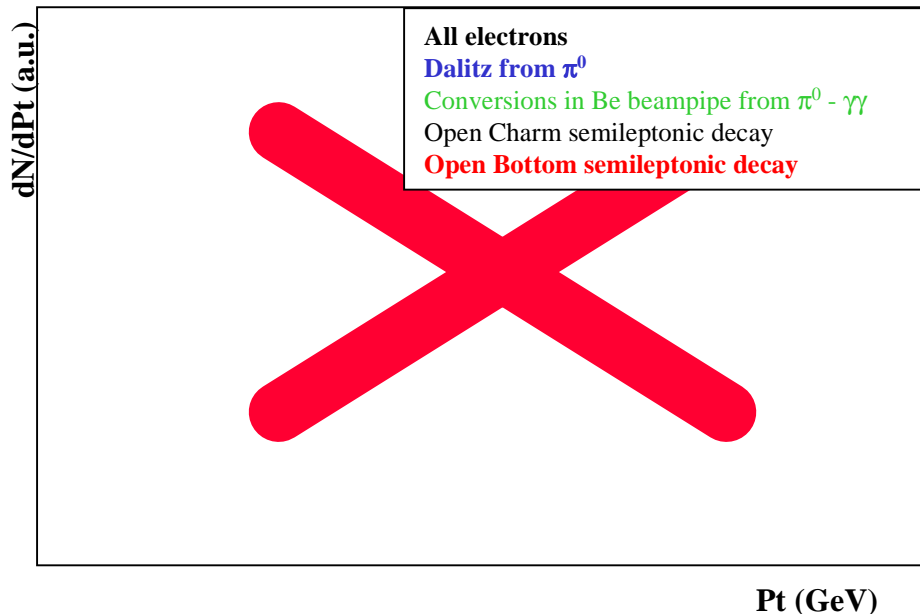 dN/dPt (a.u.)
All electrons
Dalitz from π⁰
Conversions in Be beampipe from π⁰ - γγ
Open Charm semileptonic decay
Open Bottom semileptonic decay
Pt (GeV)